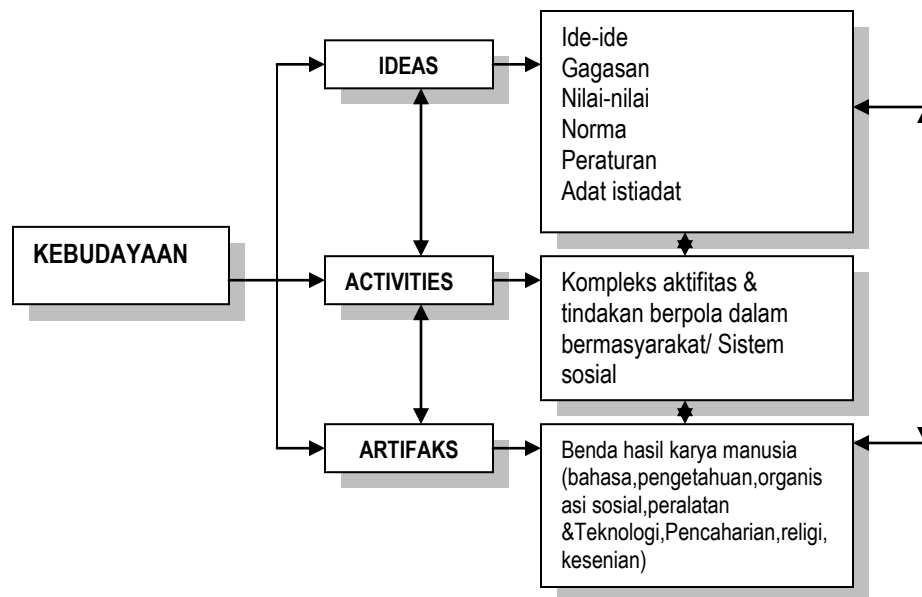 IDEAS
Ide-ide
Gagasan
Nilai-nilai
Norma
Peraturan
Adat istiadat
KEBUDAYAAN
ACTIVITIES
Kompleks aktifitas &
tindakan berpola dalam
bermasyarakat/ Sistem
sosial
ARTIFAKS
Benda hasil karya manusia
(bahasa,pengetahuan,organis
asi sosial,peralatan
&Teknologi,Pencaharian,religi,
kesenian)